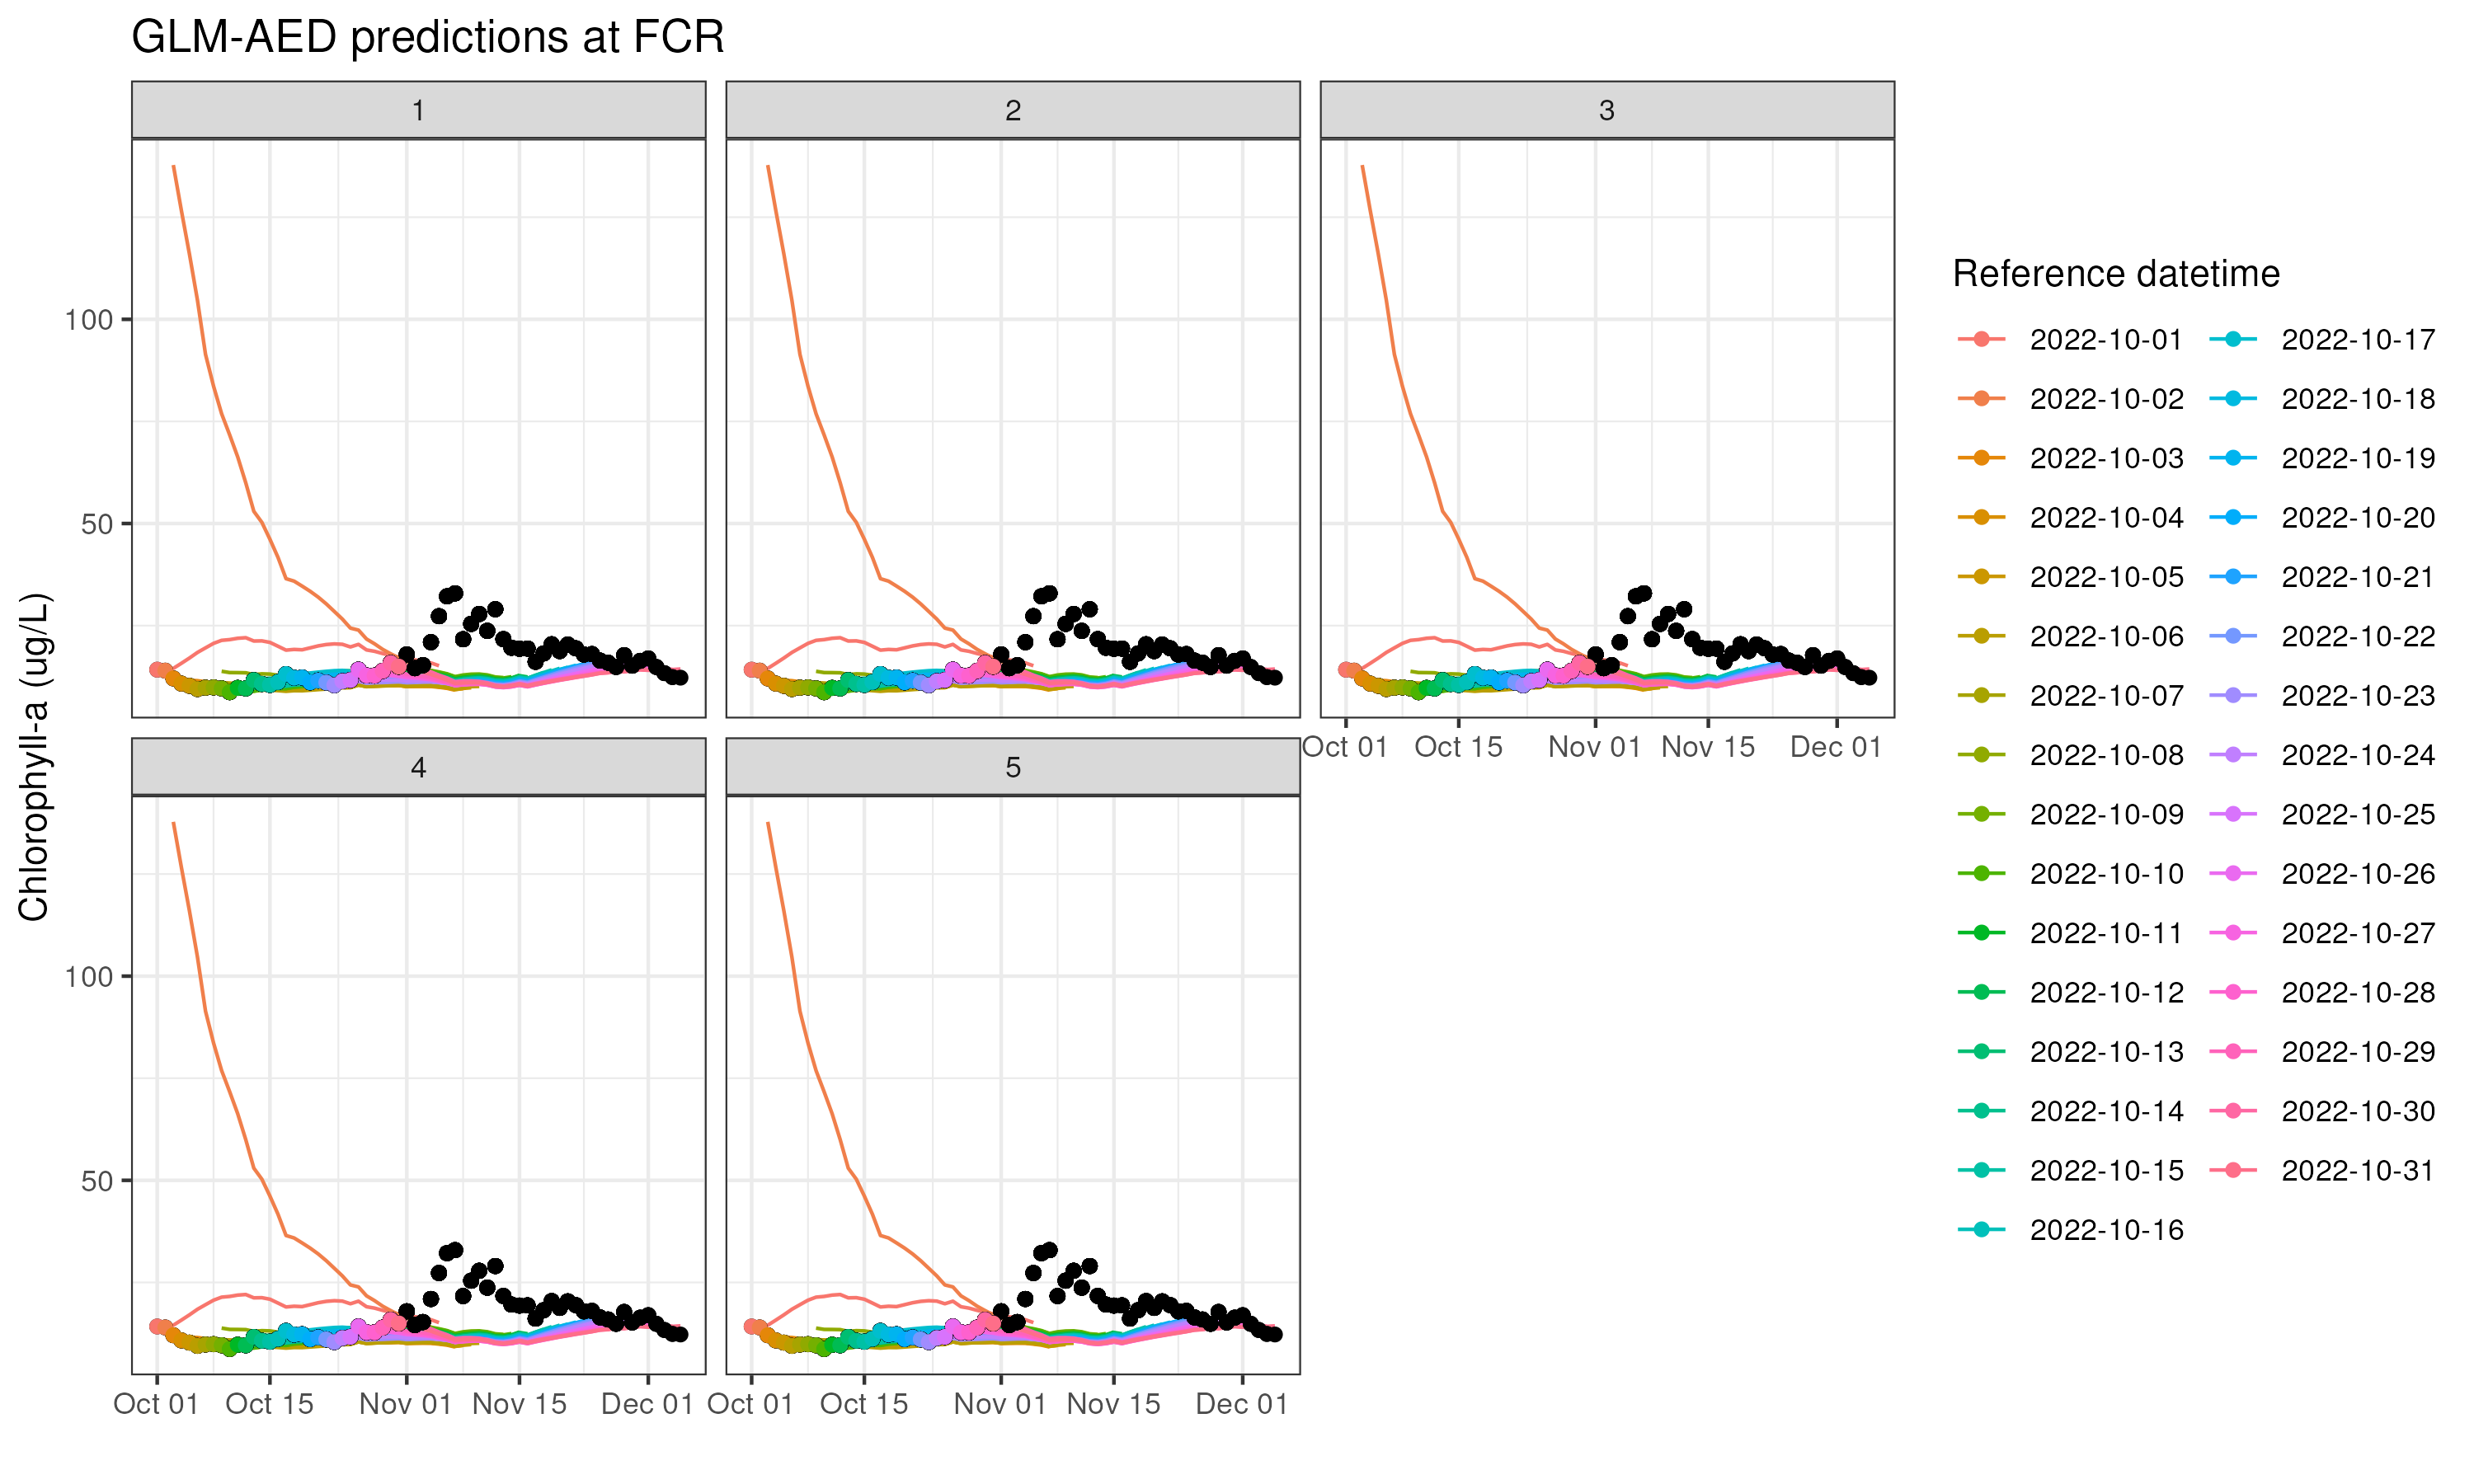 GLM-AED predictions at FCR
1
2
3
100
50
Oct 01
Oct 15
Nov 01
Nov 15
Dec 01
4
5
100
50
Oct 01
Oct 15
Nov 01
Nov 15
Dec 01
Oct 01
Oct 15
Nov 01
Nov 15
Dec 01
Chlorophyll-a (ug/L)
Reference datetime
2022-10-01
2022-10-02
2022-10-03
2022-10-04
2022-10-05
2022-10-06
2022-10-07
2022-10-08
2022-10-09
2022-10-10
2022-10-11
2022-10-12
2022-10-13
2022-10-14
2022-10-15
2022-10-16
2022-10-17
2022-10-18
2022-10-19
2022-10-20
2022-10-21
2022-10-22
2022-10-23
2022-10-24
2022-10-25
2022-10-26
2022-10-27
2022-10-28
2022-10-29
2022-10-30
2022-10-31